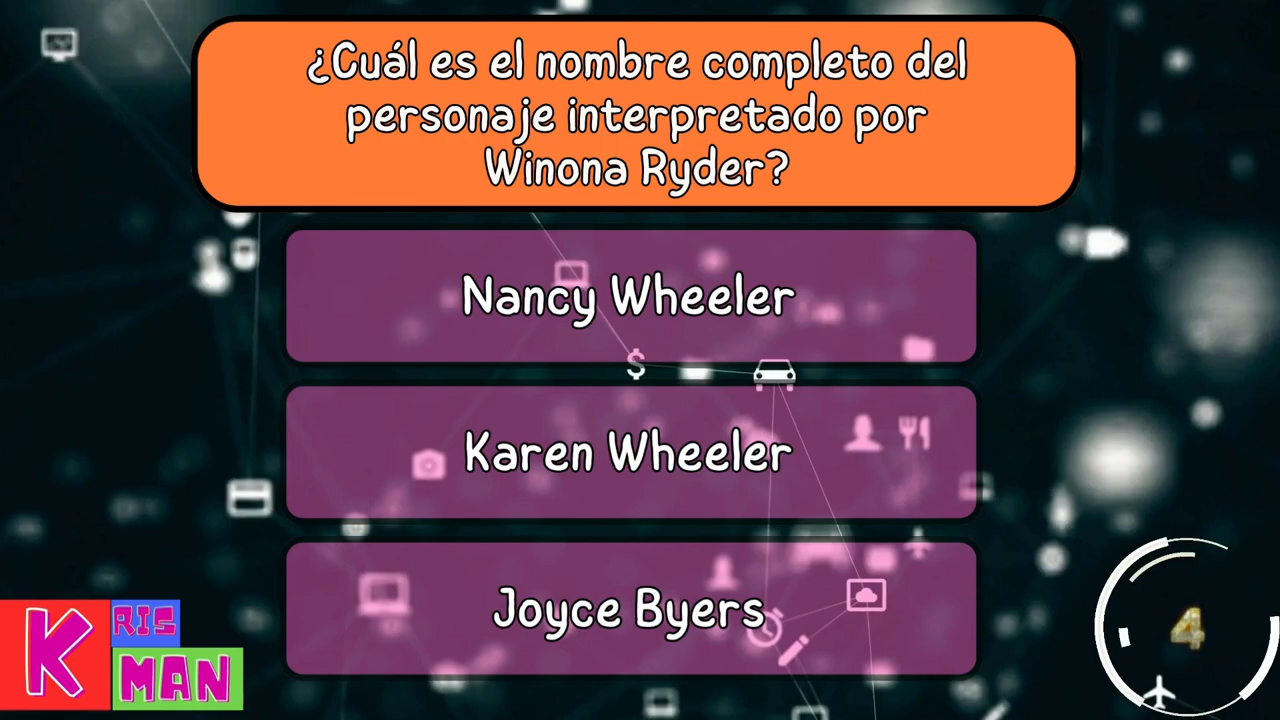 ¿Cuál es el nombre completo del
personaje interpretado por
Winona Ryder?
Nancy Wheeler
Karen Wheeler
Joyce Byers
K RIS
MAN
4
$